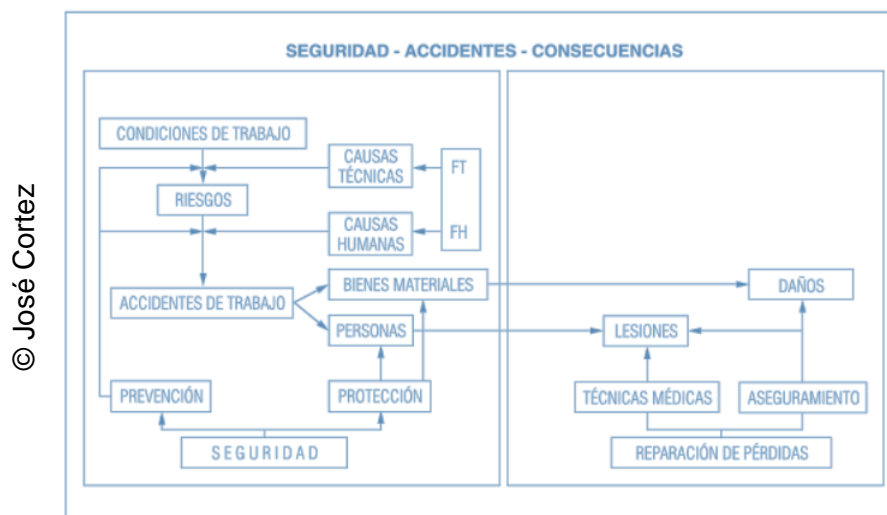 © José Cortez
SEGURIDAD - ACCIDENTES - CONSECUENCIAS
CONDICIONES DE TRABAJO
CAUSAS
TÉCNICAS
FT
RIESGOS
CAUSAS
HUMANAS
FH
ACCIDENTES DE TRABAJO
BIENES MATERIALES
PERSONAS
PREVENCIÓN
PROTECCIÓN
SEGURIDAD
DAÑOS
LESIONES
TÉCNICAS MÉDICAS
ASEGURAMIENTO
REPARACIÓN DE PÉRDIDAS